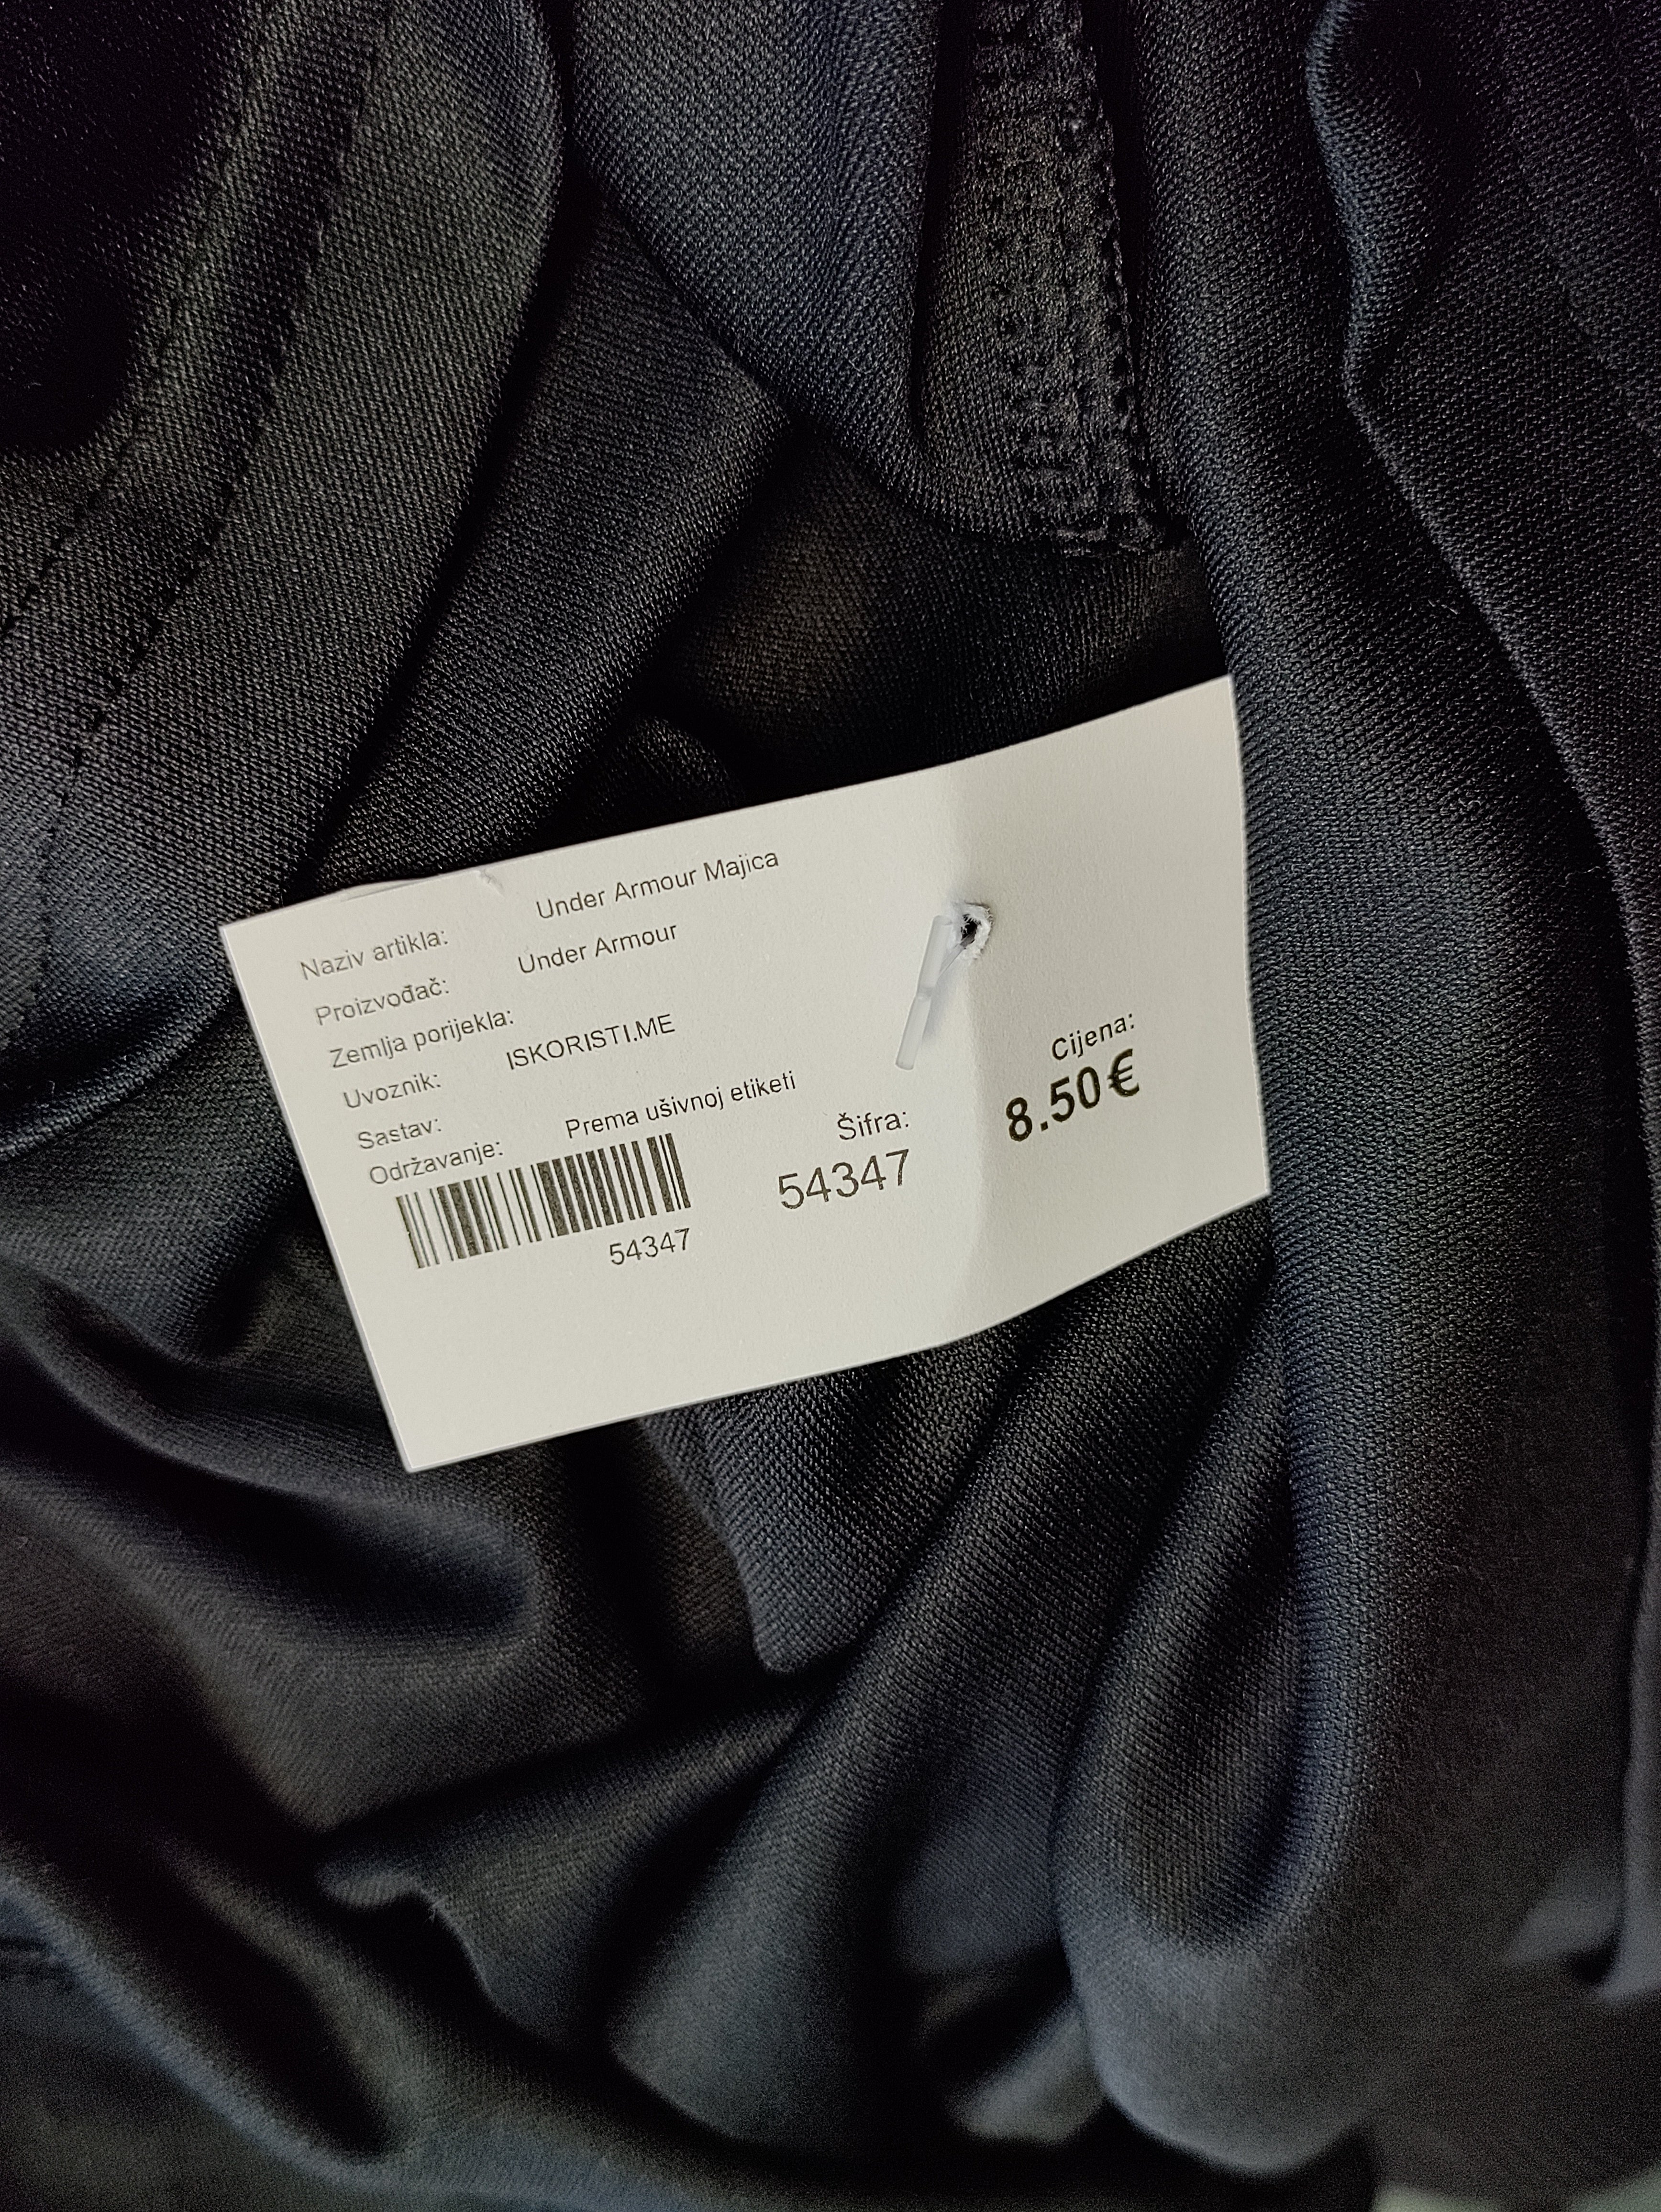 Naziv artikla: Under Armour Majica
Proizvođač: Under Armour
Zemlja porijekla:
Uvoznik: ISKORISTI.ME
Sastav:
Održavanje: Prema ušivnoj etiketi
54347
Šifra:
54347
Cijena:
8.50€